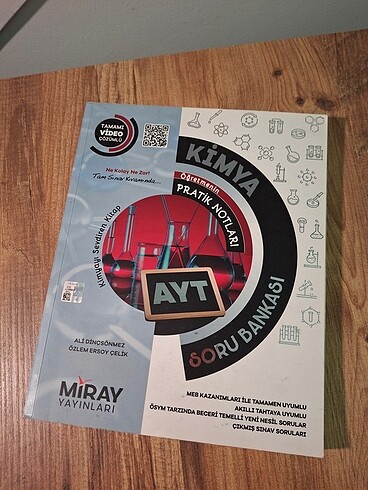 TAMAMI
VİDEO
ÇÖZÜMLÜ
Ne Kolay Ne Zor!
Tam Sınav Kıvamında...
Kimyayı Sevdiren Kitap
KİMYA
Öğretmenin
PRATİK NOTLARI
AYT
SORU BANKASI
ALİ DİNÇSÖNMEZ
ÖZLEM ERSOY ÇELİK
MİRAY
YAYINLARI
MEB KAZANIMLARI İLE TAMAMEN UYUMLU
AKILLI TAHTAYA UYUMLU
ÖSYM TARZINDA BECERİ TEMELLİ YENİ NESİL SORULAR
ÇIKMIŞ SINAV SORULARI